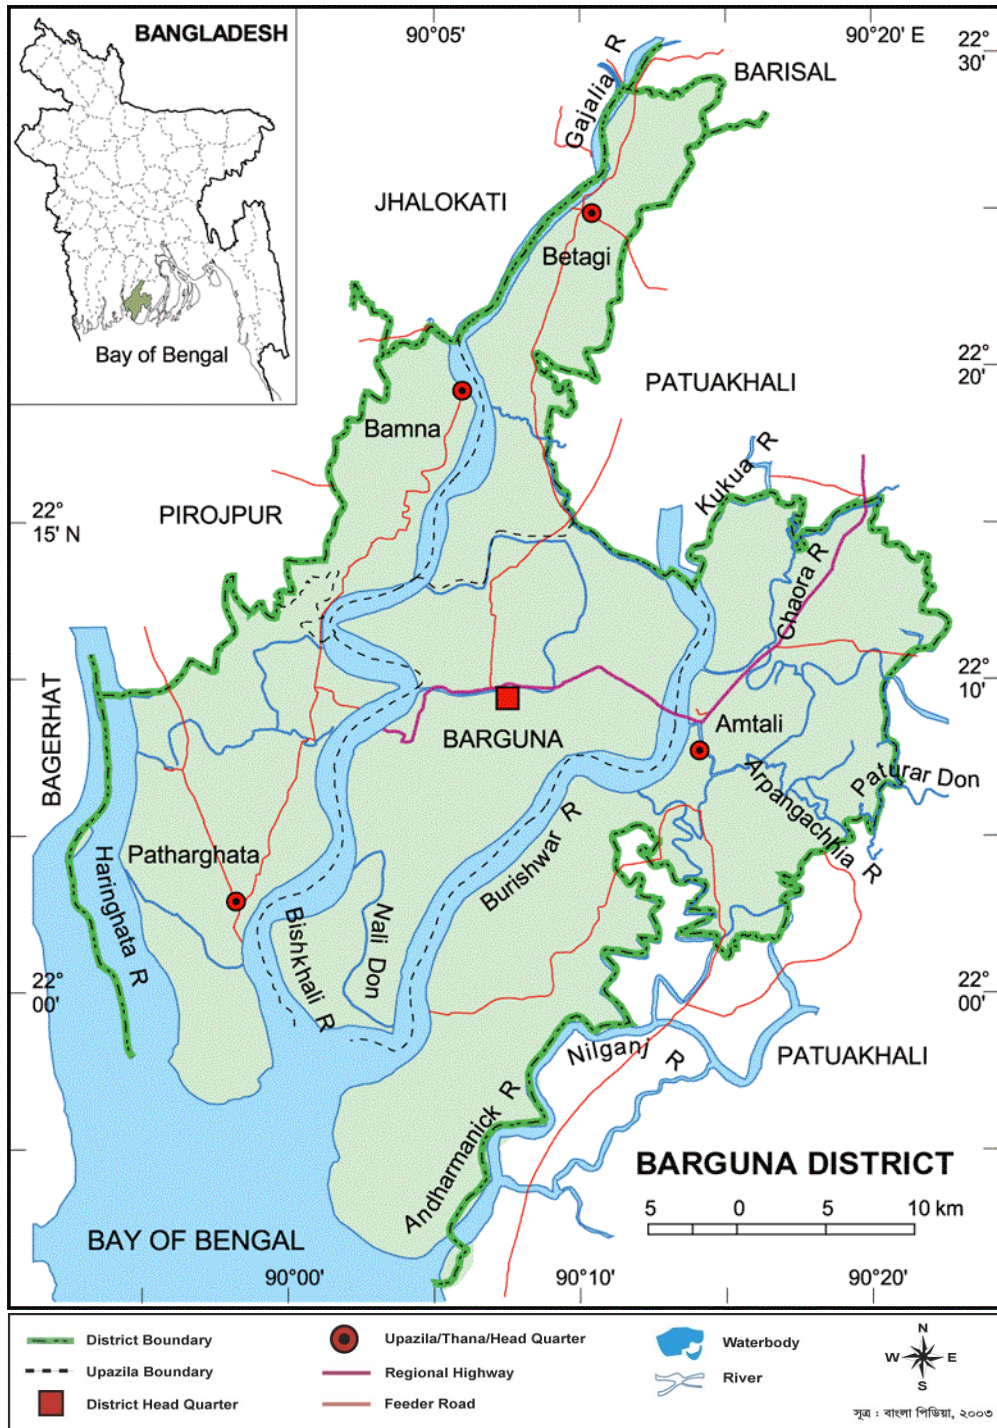 BANGLADESH
Bay of Bengal
90°05'
90°20' E
22°
30'
Gajalia R
BARISAL
JHALOKATI
Betagi
22°
20'
PATUAKHALI
Bamna
Kukua R
PIROJPUR
22°
15' N
Chaora R
22°
10'
BAGERHAT
BARGUNA
Amtali
Arpangachhia R
Paturar Don
Burishwar R
Patharghata
Haringhata R
Bishkhali R
Nali Don
22°
00'
22°
00'
Nilganj R
PATUAKHALI
Andharmanick R
BARGUNA DISTRICT
5 0 5 10 km
BAY OF BENGAL
90°00'
90°10'
90°20'
District Boundary
Upazila Boundary
District Head Quarter
Upazila/Thana/Head Quarter
Regional Highway
Feeder Road
Waterbody
River
N
W E
S
সূত্র : বাংলা পিডিয়া, ২০০৩